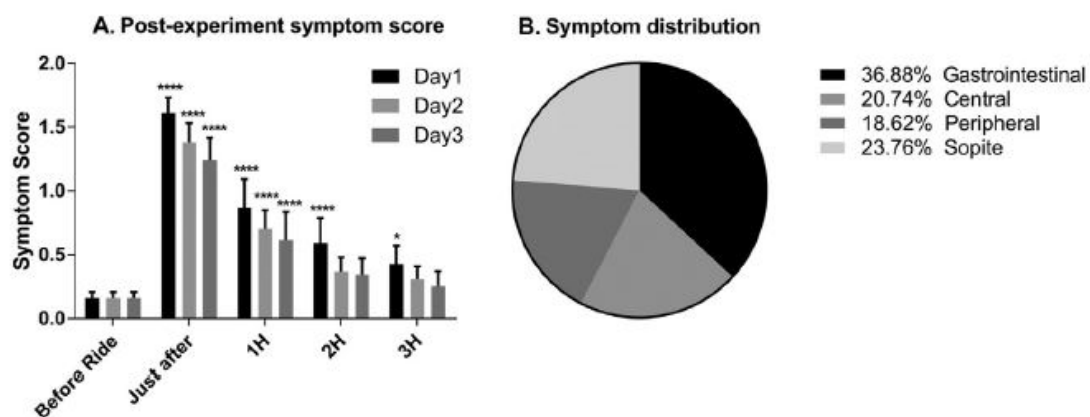 A. Post-experiment symptom score
2.0
1.5
1.0
0.5
0.0
Symptom Score
****
****
****
****
****
****
****
*
Day1
Day2
Day3
Before Ride
Just after
1H
2H
3H
B. Symptom distribution
36.88% Gastrointestinal
20.74% Central
18.62% Peripheral
23.76% Sopite